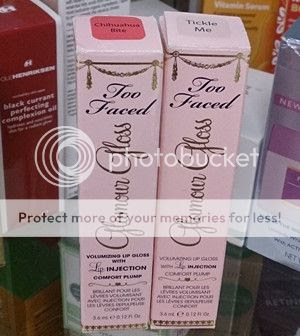 Chihuahua
Bite
Too
Faced
Glamour Gloss
VOLUMIZING LIP GLOSS
WITH
Lip INJECTION
COMFORT PLUMP
BRILLANT POUR LES
LÈVRES VOLUMISANT
AVEC INJECTION POUR
LES LÈVRES REPULPEUR
CONFORT
3.6 ml ℮ 0.12 Fl. Oz.
Tickle
Me
Too
Faced
Glamour Gloss
VOLUMIZING LIP GLOSS
WITH
Lip INJECTION
COMFORT PLUMP
BRILLANT POUR LES
LÈVRES VOLUMISANT
AVEC INJECTION POUR
LES LÈVRES REPULPEUR
CONFORT
3.6 ml ℮ 0.12 Fl. Oz.
OLEHENRIKSEN
black currant
perfecting
complexion oil
Vitamin Serum
NEW
photobucket
Protect more of your memories for less!